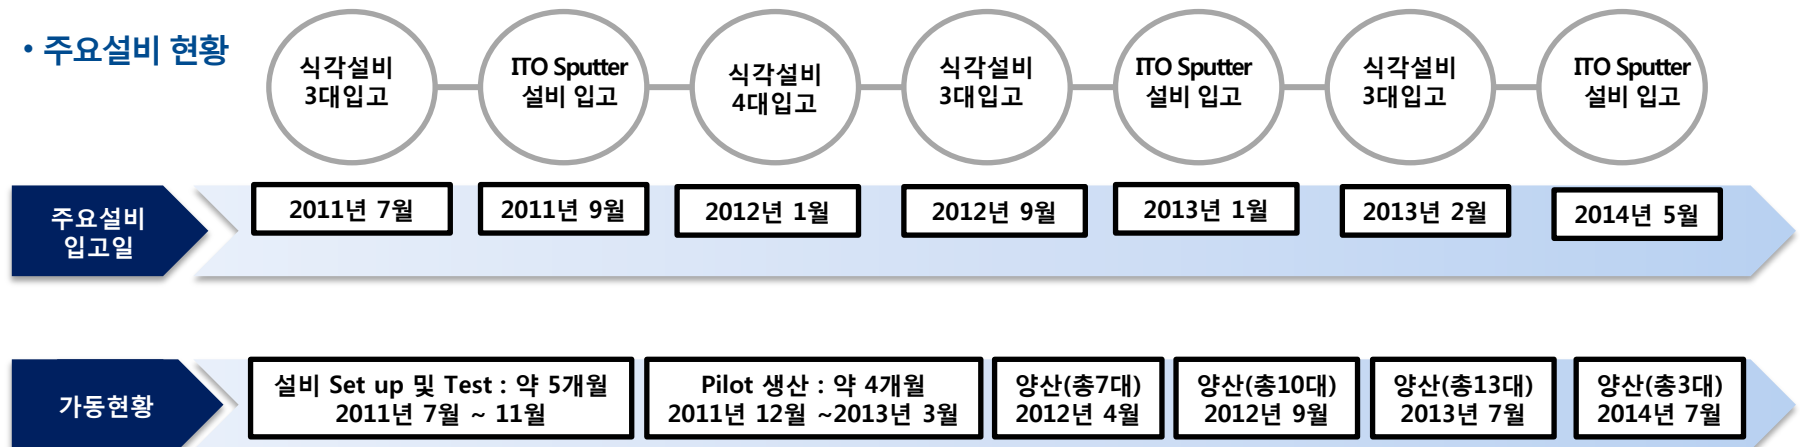 • 주요설비 현황
식각설비
3대입고
ITO Sputter
설비 입고
식각설비
4대입고
식각설비
3대입고
ITO Sputter
설비 입고
식각설비
3대입고
ITO Sputter
설비 입고
주요설비
입고일
2011년 7월
2011년 9월
2012년 1월
2012년 9월
2013년 1월
2013년 2월
2014년 5월
가동현황
설비 Set up 및 Test : 약 5개월
2011년 7월 ~ 11월
Pilot 생산 : 약 4개월
2011년 12월 ~2013년 3월
양산(총7대)
2012년 4월
양산(총10대)
2012년 9월
양산(총13대)
2013년 7월
양산(총3대)
2014년 7월